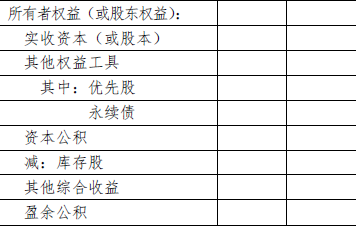 所有者权益（或股东权益）：
实收资本（或股本）
其他权益工具
其中：优先股
永续债
资本公积
减：库存股
其他综合收益
盈余公积